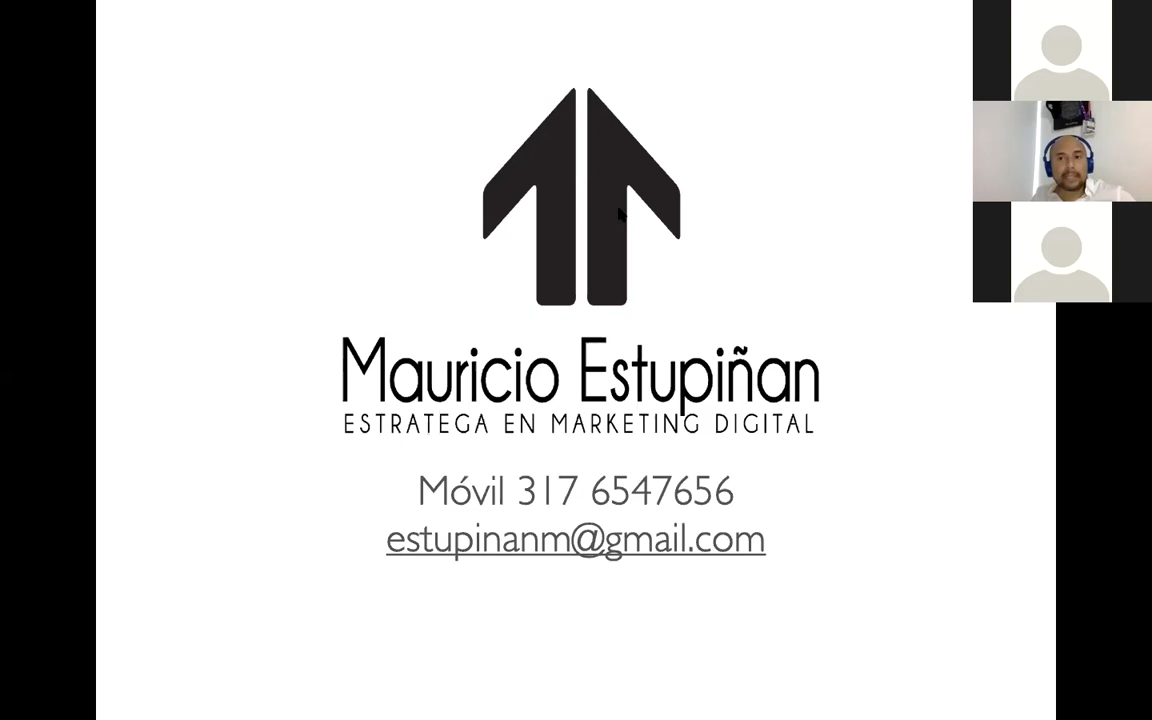 Mauricio Estupiñan
ESTRATEGA EN MARKETING DIGITAL
Móvil 317 6547656
estupinanm@gmail.com